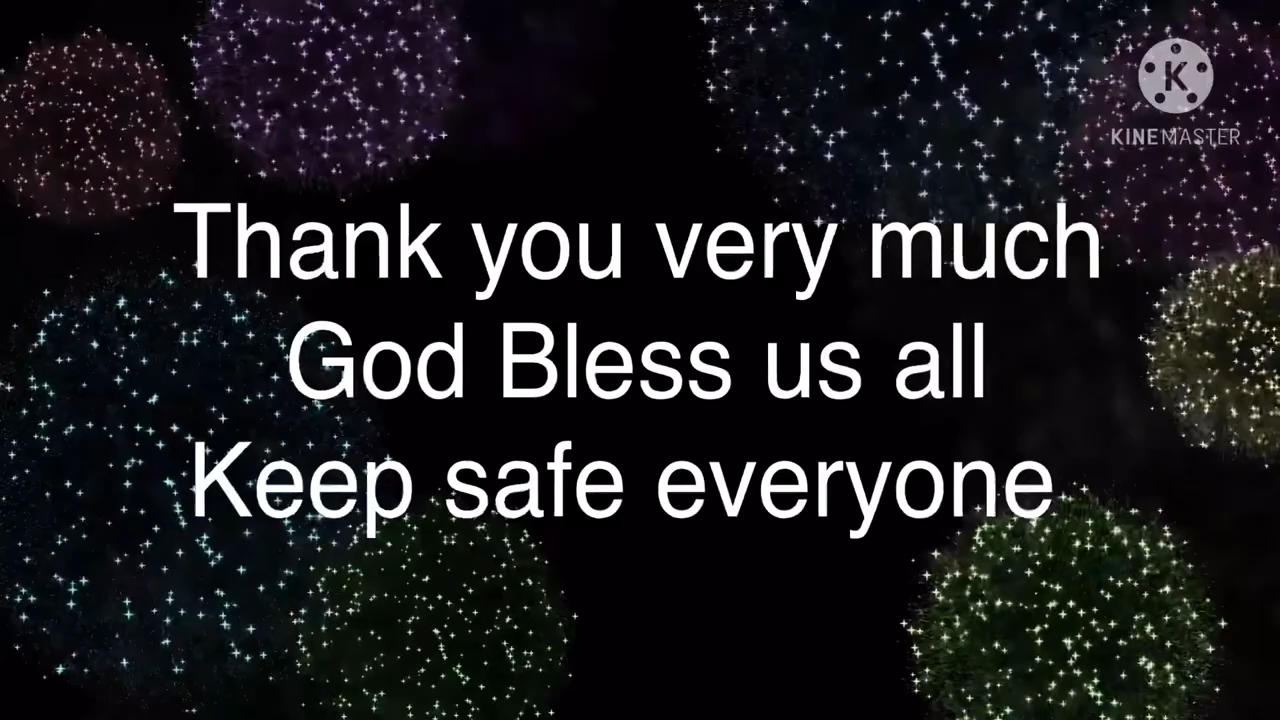 K
KINEMASTER
Thank you very much
God Bless us all
Keep safe everyone